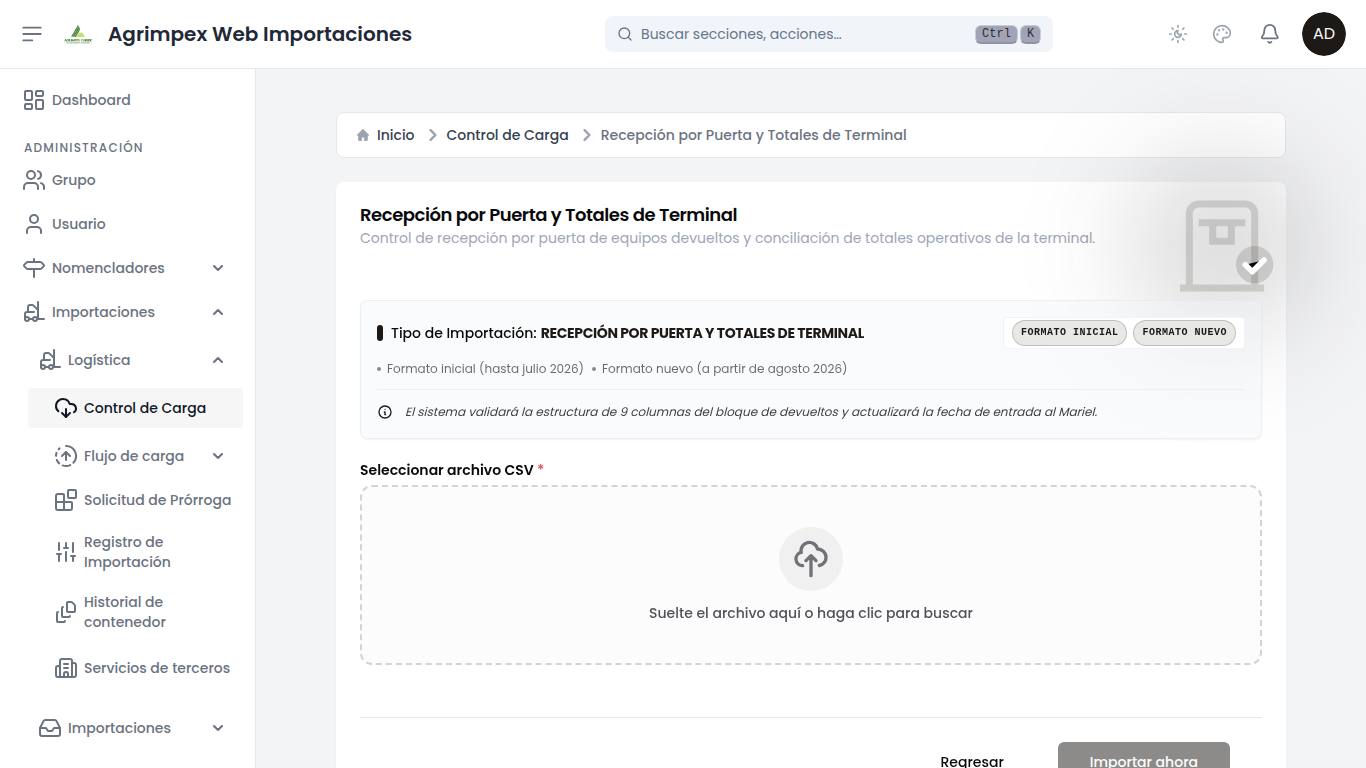 Agrimpex Web Importaciones
Buscar secciones, acciones...
Ctrl K
AD
Dashboard
ADMINISTRACIÓN
Grupo
Usuario
Nomencladores
Importaciones
Logística
Control de Carga
Flujo de carga
Solicitud de Prórroga
Registro de
Importación
Historial de
contenedor
Servicios de terceros
Importaciones
Inicio
Control de Carga
Recepción por Puerta y Totales de Terminal
Recepción por Puerta y Totales de Terminal
Control de recepción por puerta de equipos devueltos y conciliación de totales operativos de la terminal.
Tipo de Importación: RECEPCIÓN POR PUERTA Y TOTALES DE TERMINAL
FORMATO INICIAL
FORMATO NUEVO
• Formato inicial (hasta julio 2026) • Formato nuevo (a partir de agosto 2026)
El sistema validará la estructura de 9 columnas del bloque de devueltos y actualizará la fecha de entrada al Mariel.
Seleccionar archivo CSV *
Suelte el archivo aquí o haga clic para buscar
Regresar
Importar ahora